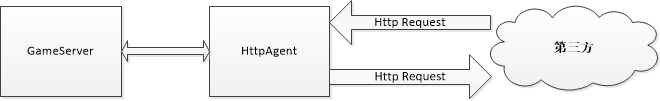 GameServer
HttpAgent
Http Request
Http Request
第三方